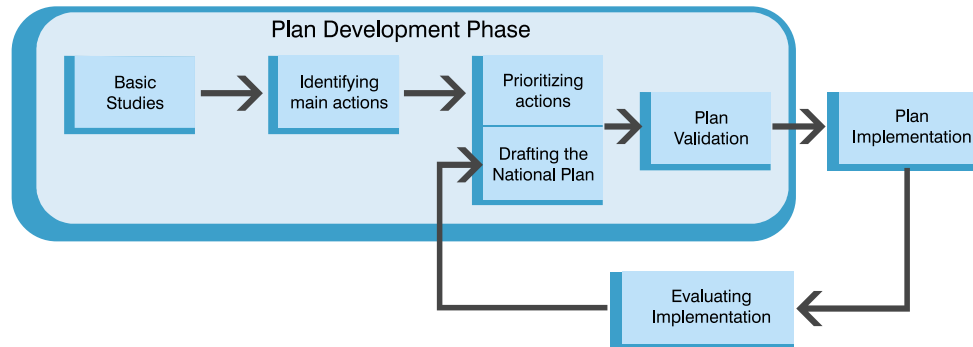 Plan Development Phase
Basic
Studies
Identifying
main actions
Prioritizing
actions
Drafting the
National Plan
Plan
Validation
Plan
Implementation
Evaluating
Implementation